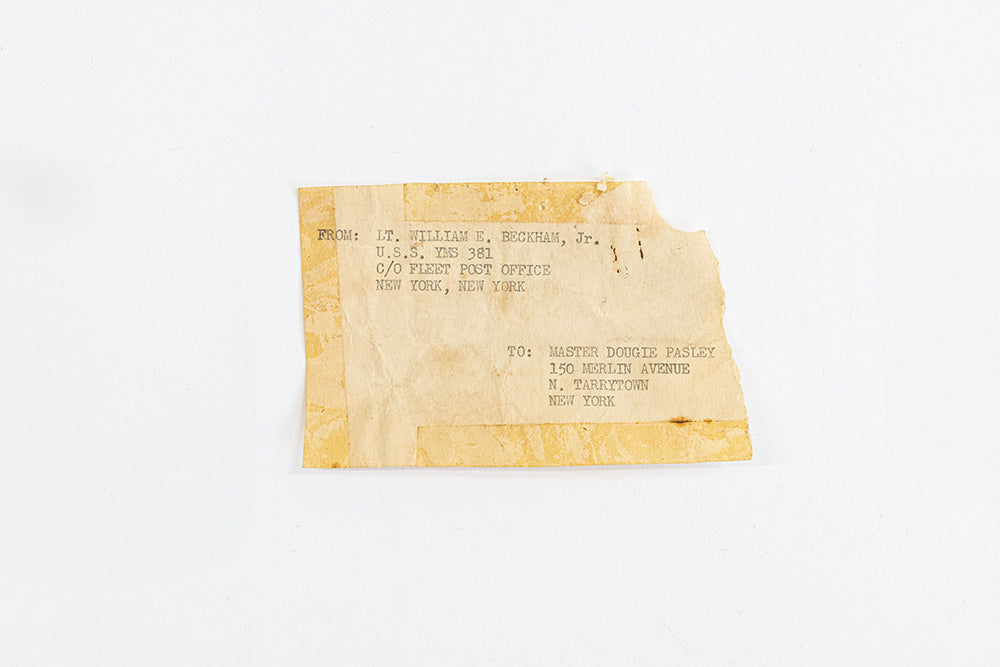 FROM: LT. WILLIAM E. BECKHAM, Jr.
U.S.S. YMS 381
C/O FLEET POST OFFICE
NEW YORK, NEW YORK
TO: MASTER DOUGIE PASLEY
150 MERLIN AVENUE
N. TARRYTOWN
NEW YORK